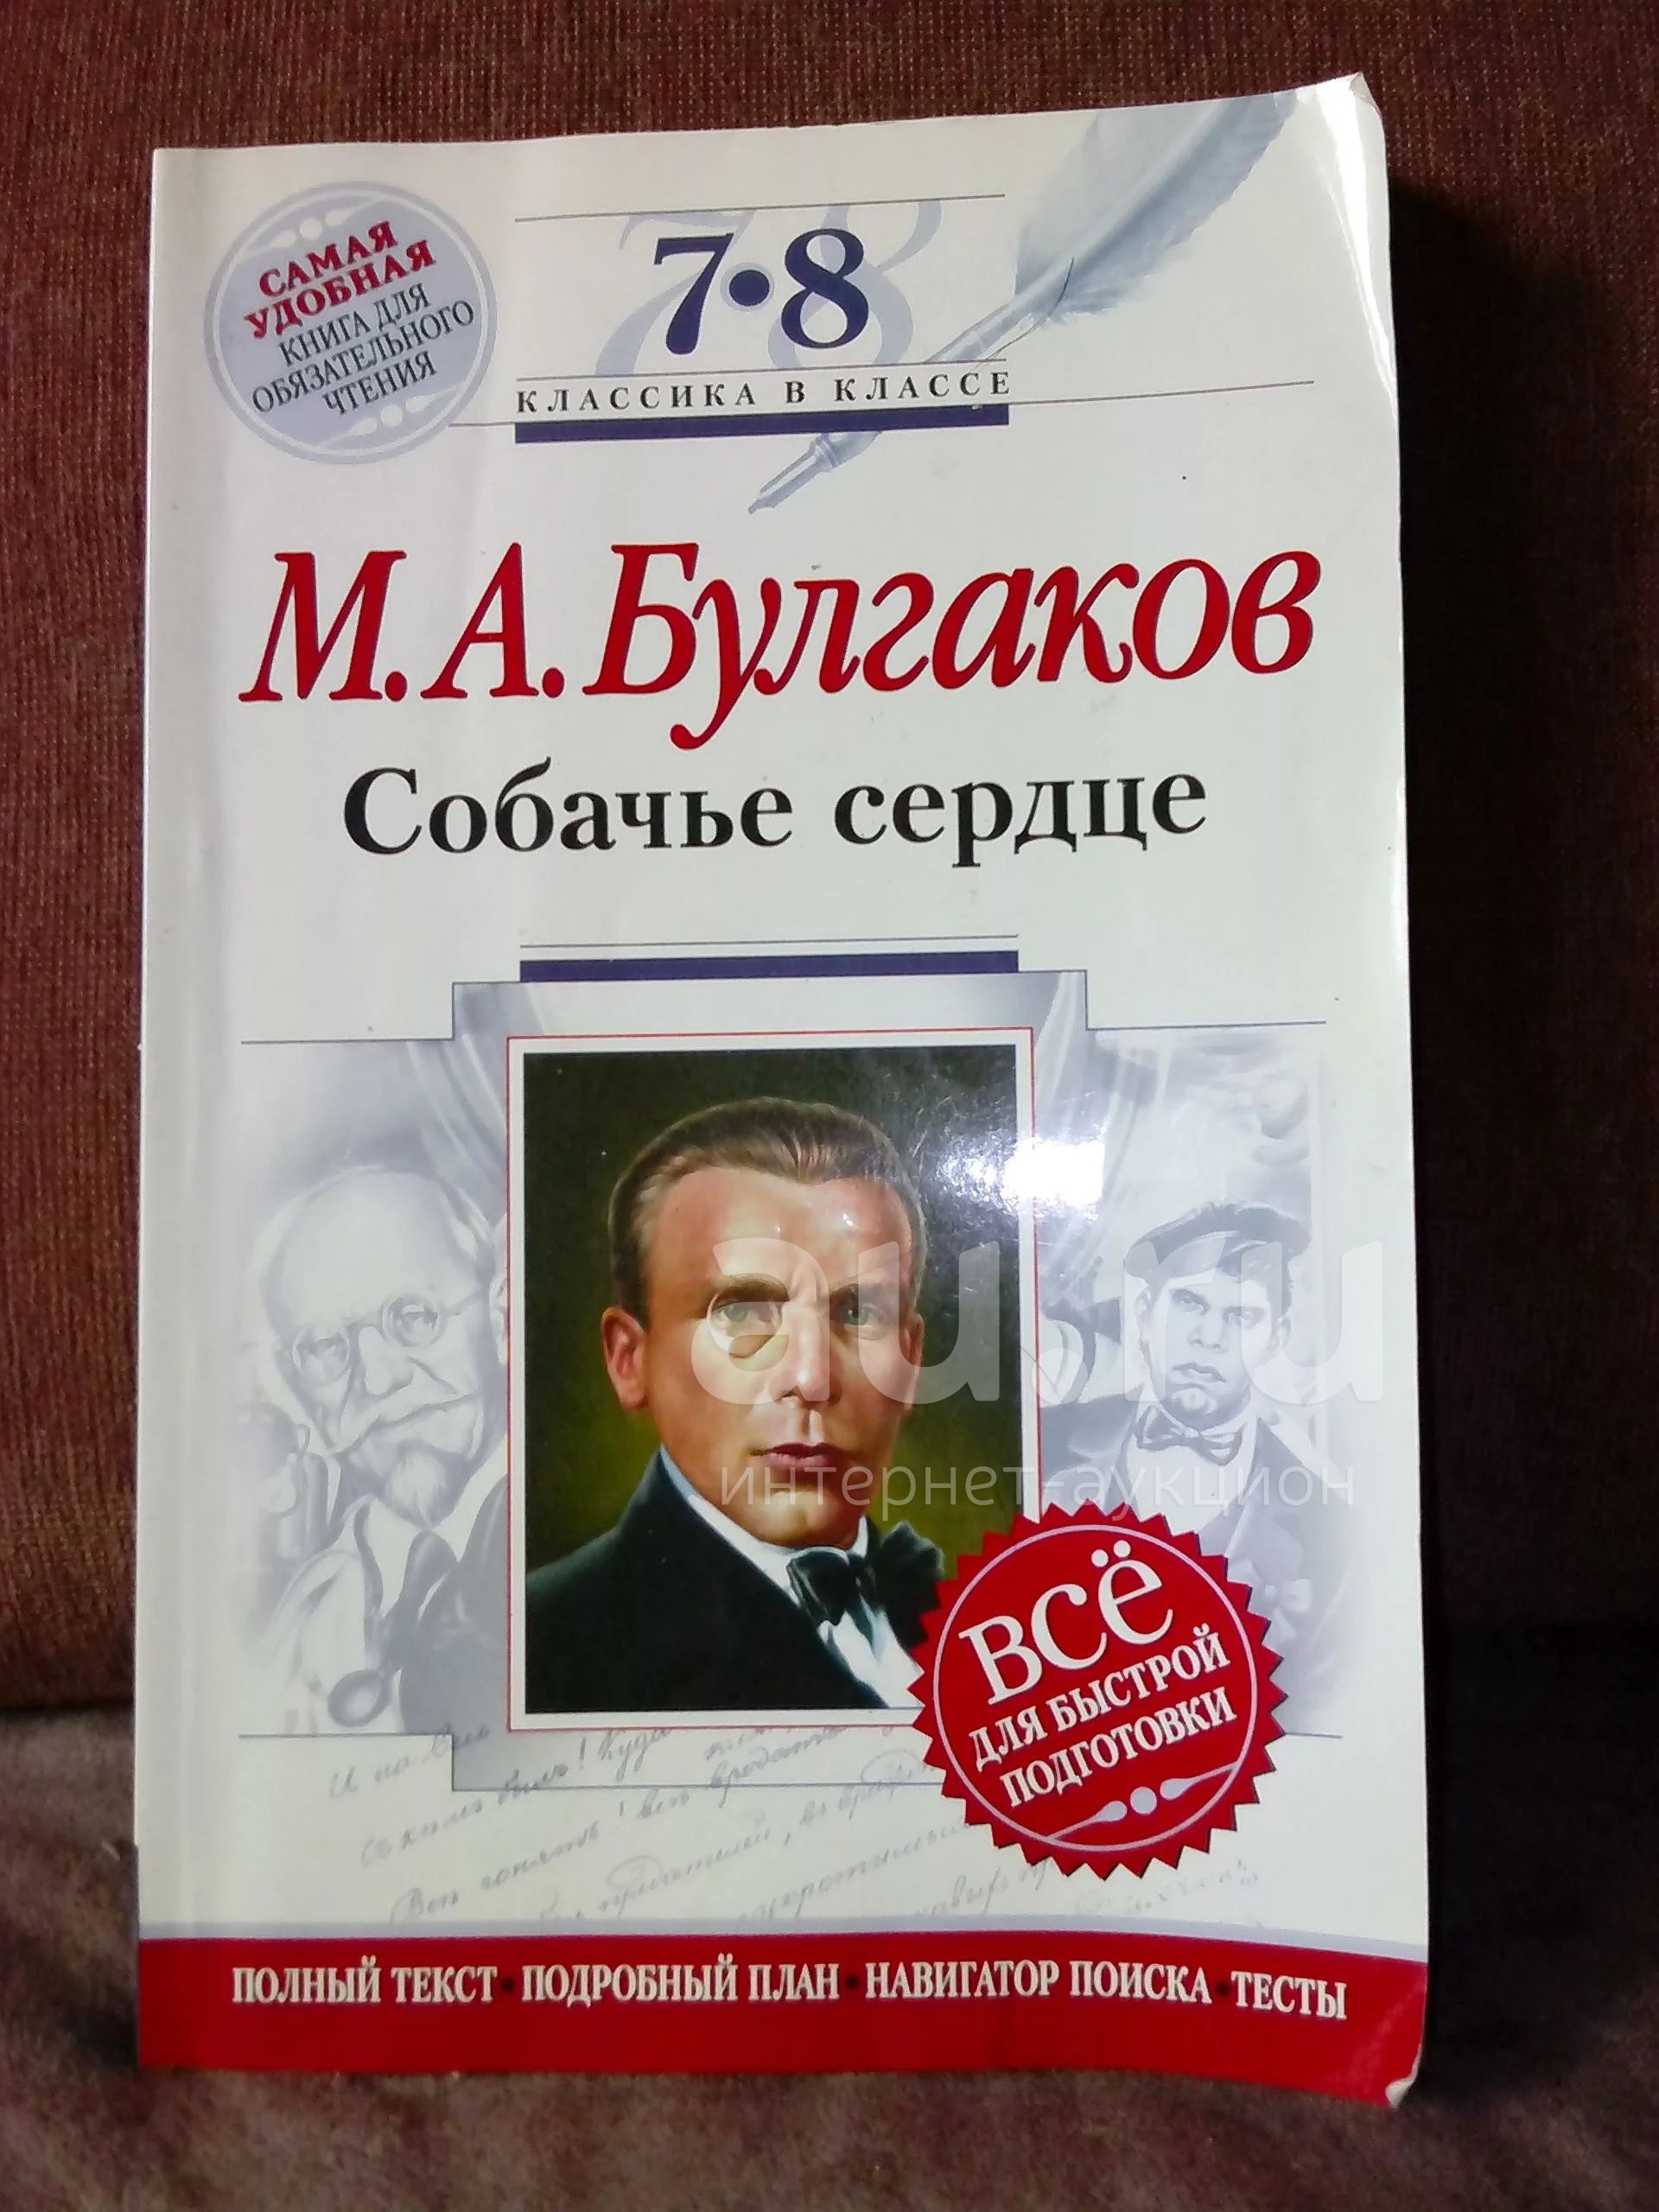 САМАЯ
УДОБНАЯ
КНИГА ДЛЯ
ОБЯЗАТЕЛЬНОГО
ЧТЕНИЯ
7•8
КЛАССИКА В КЛАССЕ
М.А.Булгаков
Собачье сердце
au.ru
интернет-аукцион
ВСЁ
ДЛЯ БЫСТРОЙ
ПОДГОТОВКИ
ПОЛНЫЙ ТЕКСТ • ПОДРОБНЫЙ ПЛАН • НАВИГАТОР ПОИСКА • ТЕСТЫ